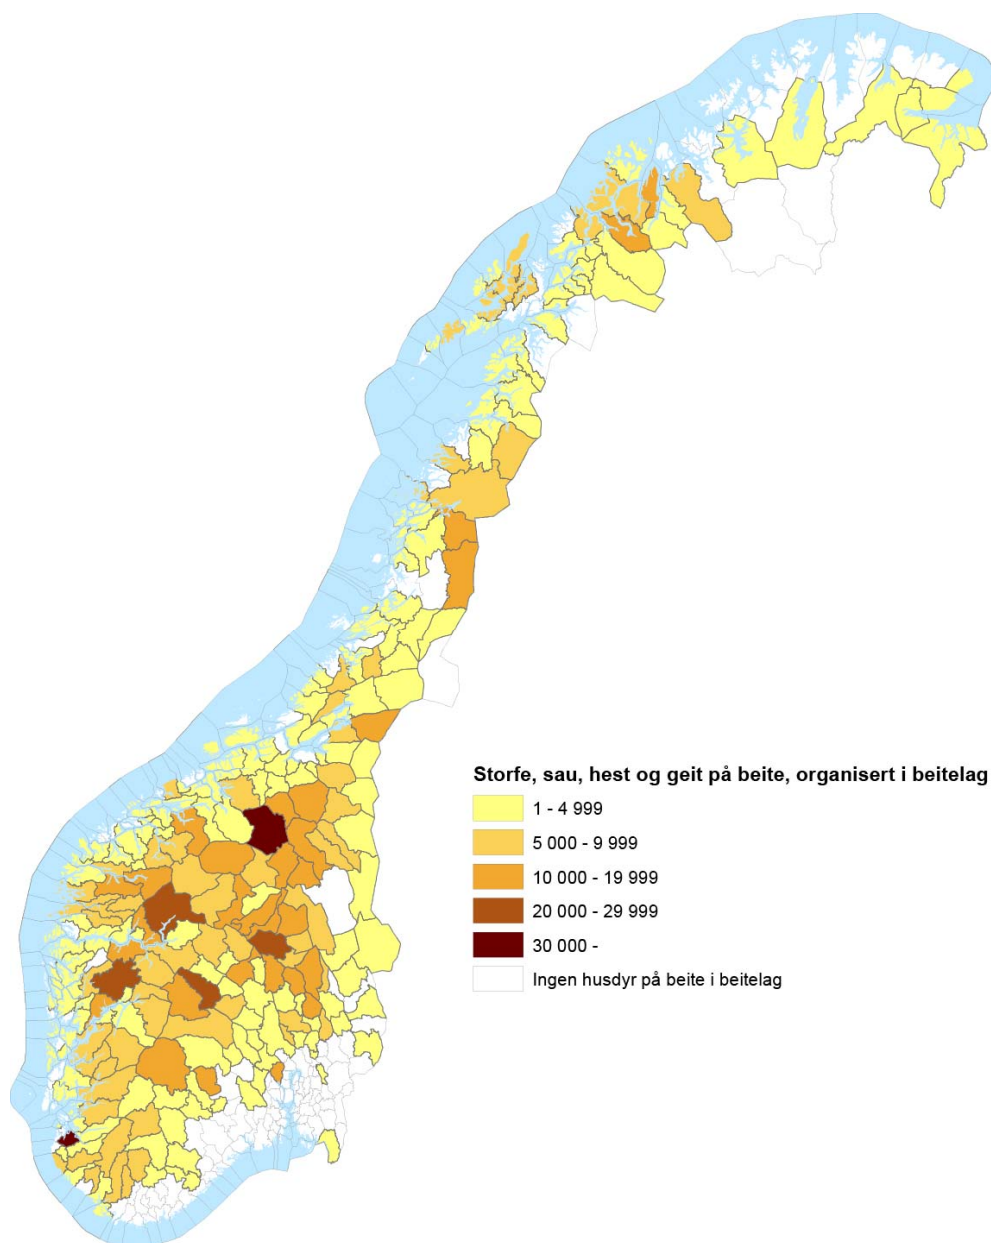 Storfe, sau, hest og geit på beite, organisert i beitelag
1 - 4 999
5 000 - 9 999
10 000 - 19 999
20 000 - 29 999
30 000 -
Ingen husdyr på beite i beitelag